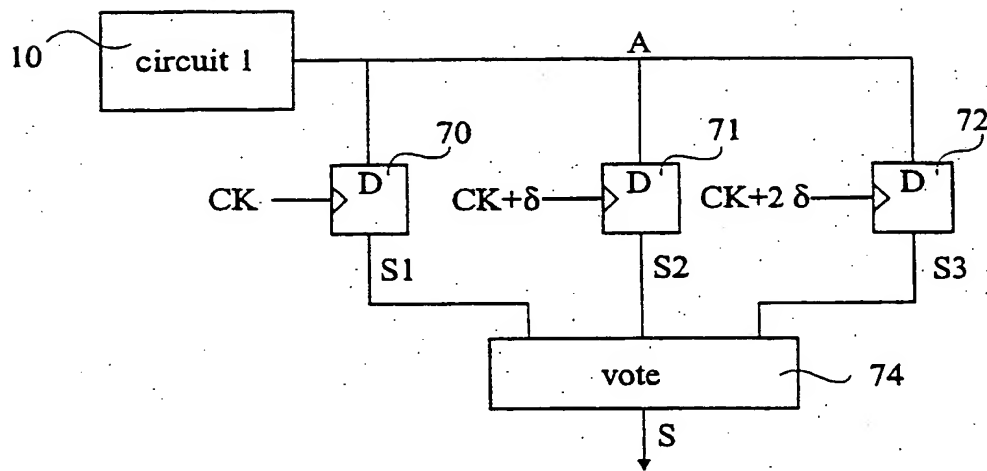 10
circuit 1
A
70
71
72
D
D
D
CK
CK+δ
CK+2 δ
S1
S2
S3
vote
74
S